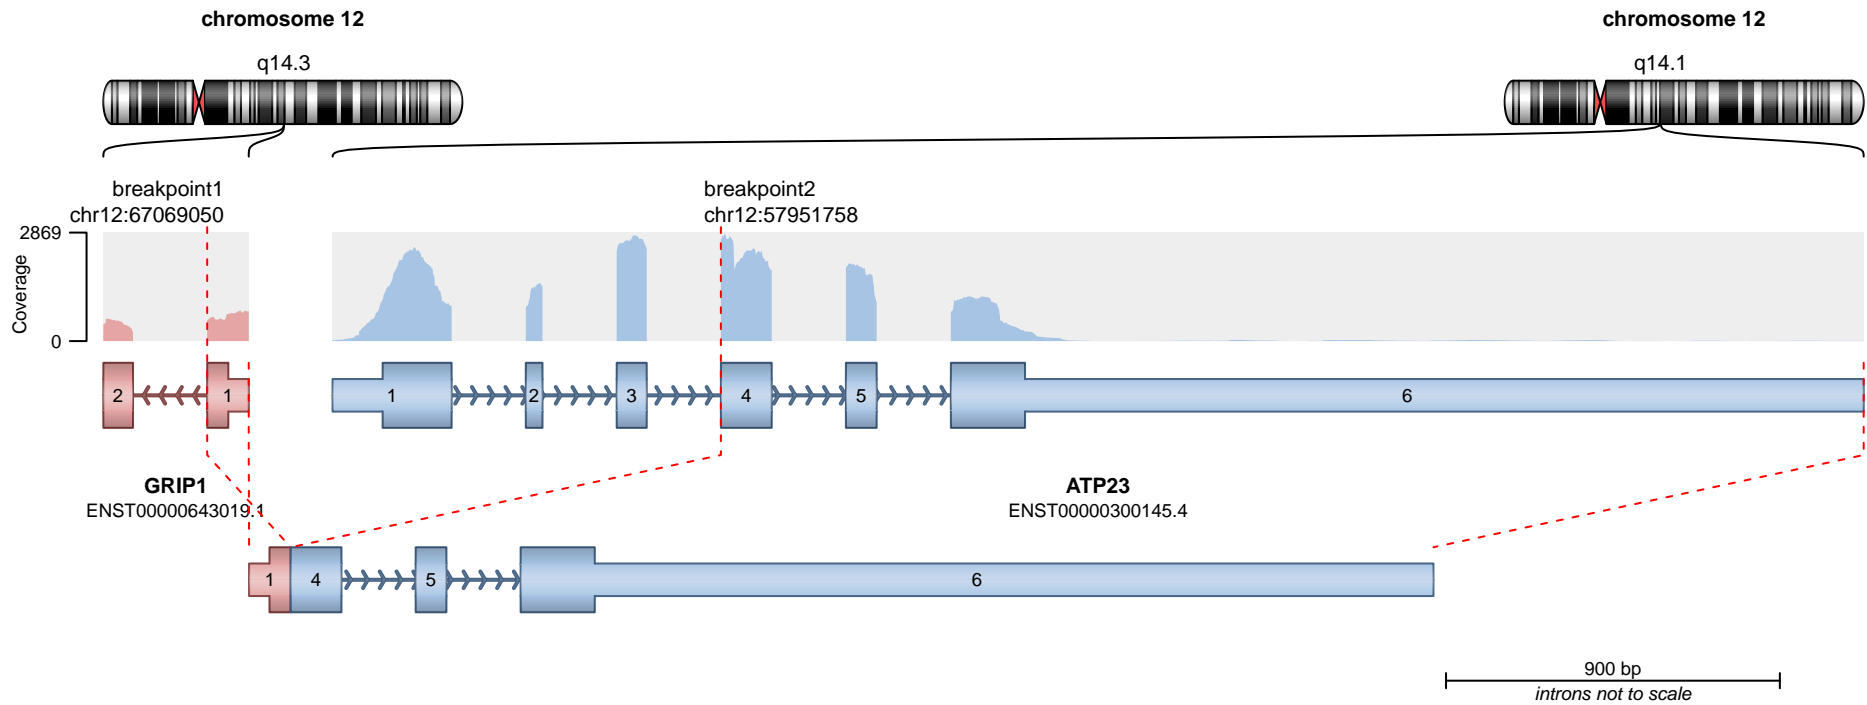 chromosome 12
chromosome 12
q14.3
q14.1
breakpoint1
chr12:67069050
breakpoint2
chr12:57951758
2869
Coverage
0
2
1
1
2
3
4
5
6
GRIP1
ENST00000643019.1
ATP23
ENST00000300145.4
1
4
5
6
900 bp
introns not to scale